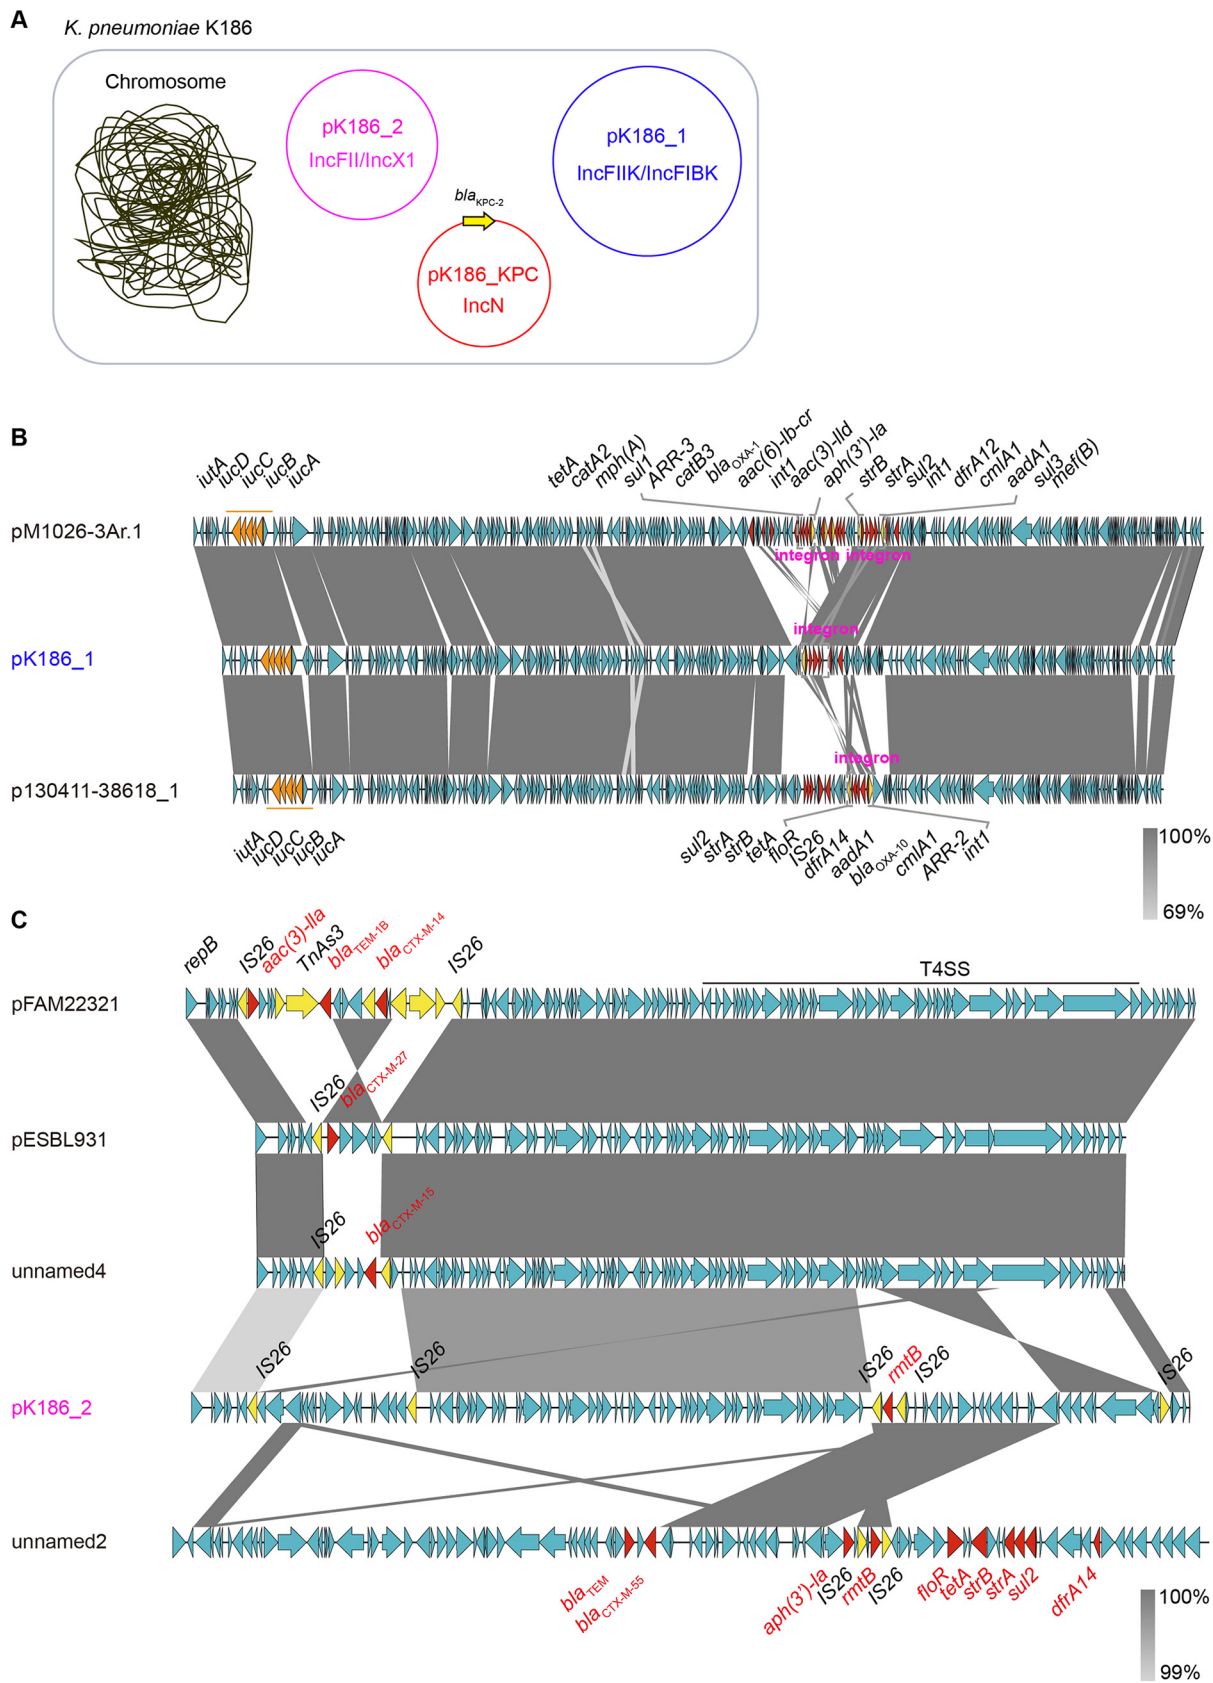 A
K. pneumoniae K186
Chromosome
pK186_2
IncFII/IncX1
pK186_1
IncFIIK/IncFIBK
blaKPC-2
pK186_KPC
IncN
B
iutA
iucD
iucC
iucB
iucA
tetA
catA2
mph(A)
sul1
ARR-3
catB3
blaOXA-1
aac(6)-Ib-cr
int1
aac(3)-IId
aph(3')-Ia
strB
strA
sul2
int1
dfrA12
cmlA1
aadA1
sul3
mef(B)
pM1026-3Ar.1
integron
integron
integron
pK186_1
integron
p130411-38618_1
iutA
iucD
iucC
iucB
iucA
sul2
strA
strB
tetA
floR
IS26
dfrA14
aadA1
blaOXA-10
cmlA1
ARR-2
int1
100%
69%
C
repB
IS26
aac(3)-IIa
TnAs3
blaTEM-1B
blaCTX-M-14
IS26
T4SS
pFAM22321
IS26
blaCTX-M-27
pESBL931
IS26
blaCTX-M-15
unnamed4
IS26
IS26
IS26
rmtB
IS26
IS26
pK186_2
unnamed2
blaTEM
blaCTX-M-55
aph(3')-Ia
IS26
rmtB
IS26
floR
tetA
strB
strA
sul2
dfrA14
100%
99%